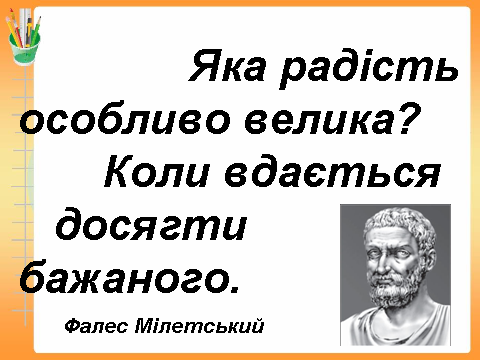 Яка радість
особливо велика?
Коли вдається
досягти
бажаного.
Фалес Мілетський